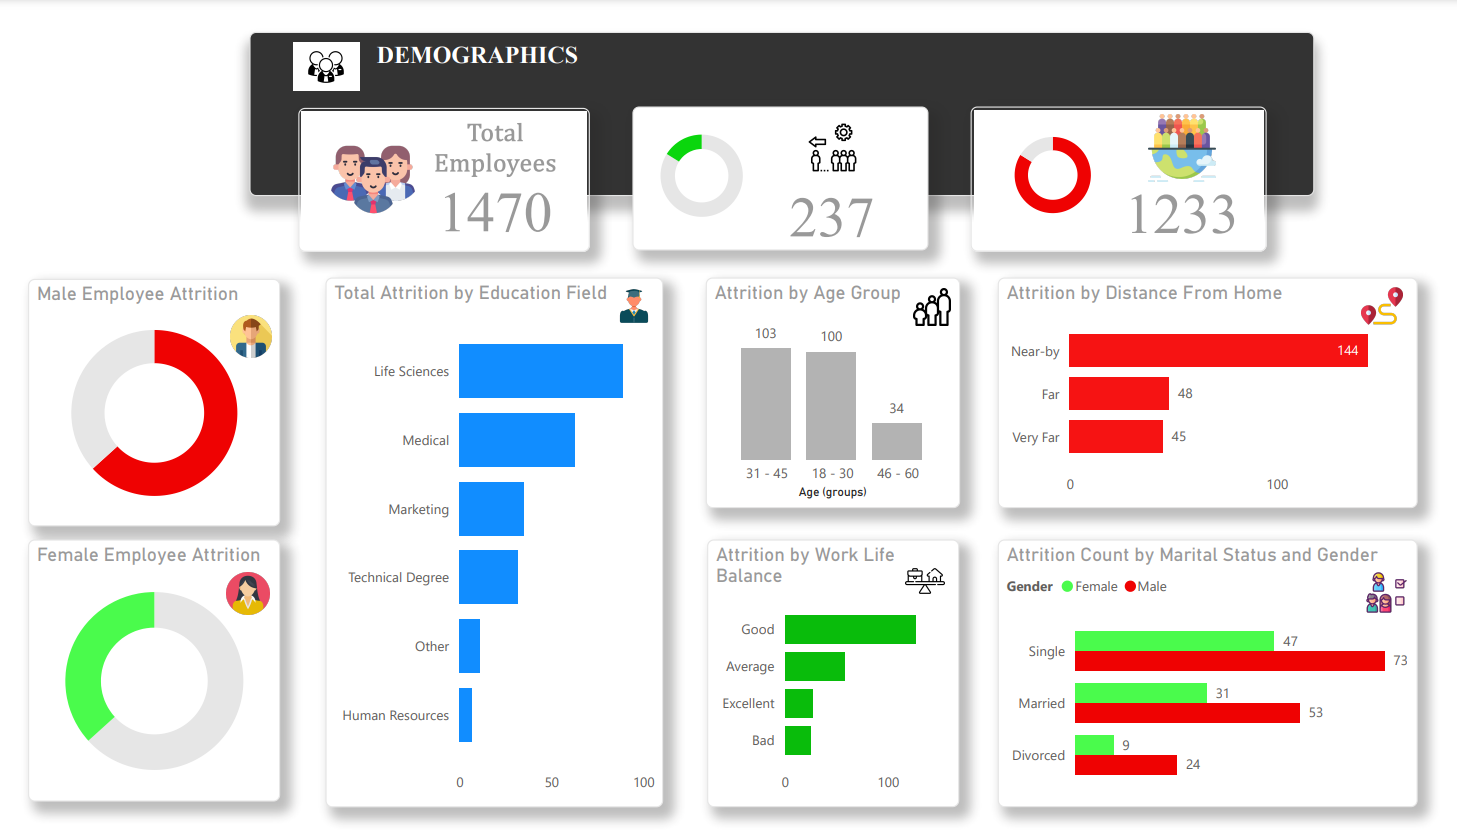 DEMOGRAPHICS
Total
Employees
1470
237
1233
Male Employee Attrition
Total Attrition by Education Field
Life Sciences
Medical
Marketing
Technical Degree
Other
Human Resources
0 50 100
Attrition by Age Group
103 100 34
31 - 45 18 - 30 46 - 60
Age (groups)
Attrition by Distance From Home
Near-by 144
Far 48
Very Far 45
0 100
Female Employee Attrition
Attrition by Work Life
Balance
Good
Average
Excellent
Bad
0 100
Attrition Count by Marital Status and Gender
Gender Female Male
Single 47
73
Married 31
53
Divorced 9
24